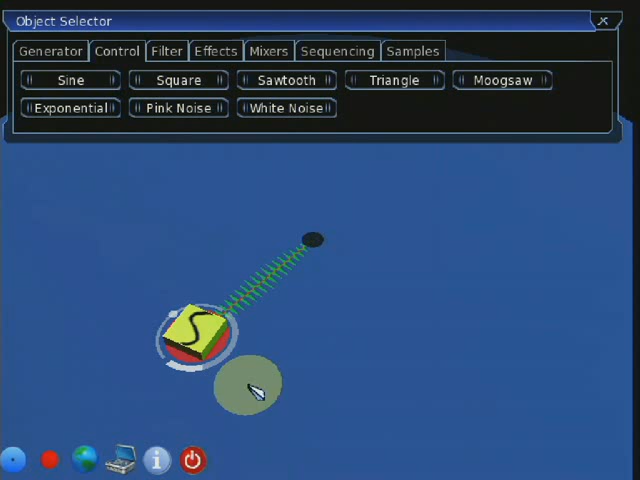 Object Selector
Generator Control Filter Effects Mixers Sequencing Samples
Sine Square Sawtooth Triangle Moogsaw
Exponential Pink Noise White Noise